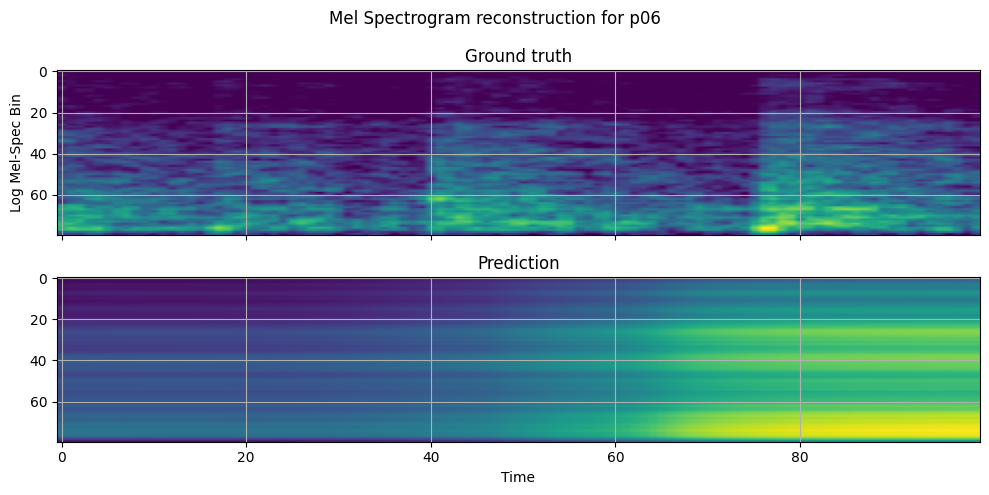 Mel Spectrogram reconstruction for p06
Ground truth
Log Mel-Spec Bin
0
20
40
60
Prediction
0
20
40
60
0 20 40 60 80
Time